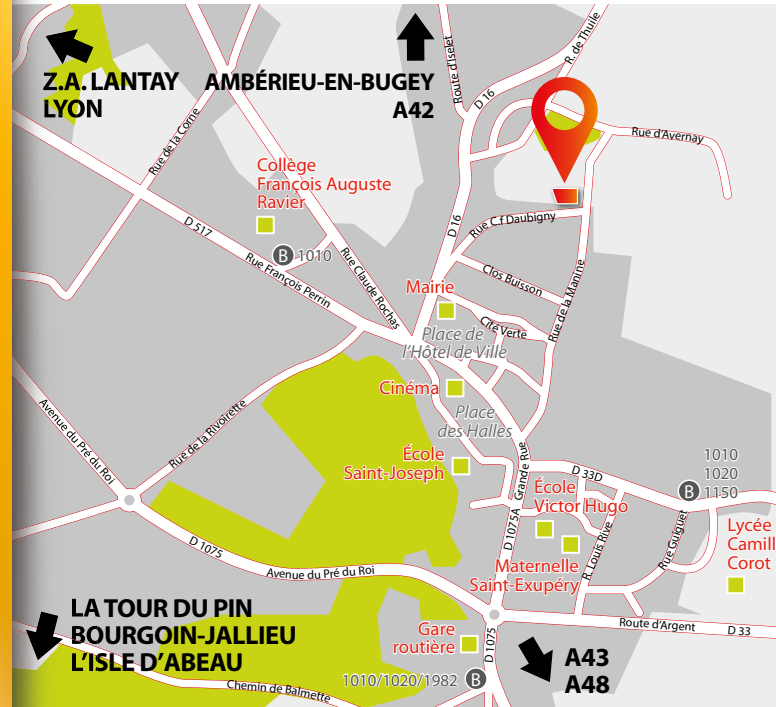 Z.A. LANTAY
LYON
AMBÉRIEU-EN-BUGEY
A42
Route d'Iselet
R. de Thuile
D 16
Rue d'Avernay
Rue de la Corne
Collège
François Auguste
Ravier
D 517
B 1010
Rue François Perrin
Rue Claude Rochas
D 16
Rue C.f Daubigny
Clos Buisson
Rue de la Manine
Mairie
Cité Verte
Place de
l'Hôtel de Ville
Cinéma
Place
des Halles
Avenue du Pré du Roi
Rue de la Rivoirette
École
Saint-Joseph
Grande Rue
D 33D
1010
1020
B 1150
École
Victor Hugo
D 1075A
R. Louis Rive
Rue Guiguet
Lycée
Camill
Corot
D 1075
Avenue du Pré du Roi
Maternelle
Saint-Exupéry
LA TOUR DU PIN
BOURGOIN-JALLIEU
L'ISLE D'ABEAU
Gare
routière
D 1075
Route d'Argent
D 33
A43
A48
1010/1020/1982 B
Chemin de Balmette